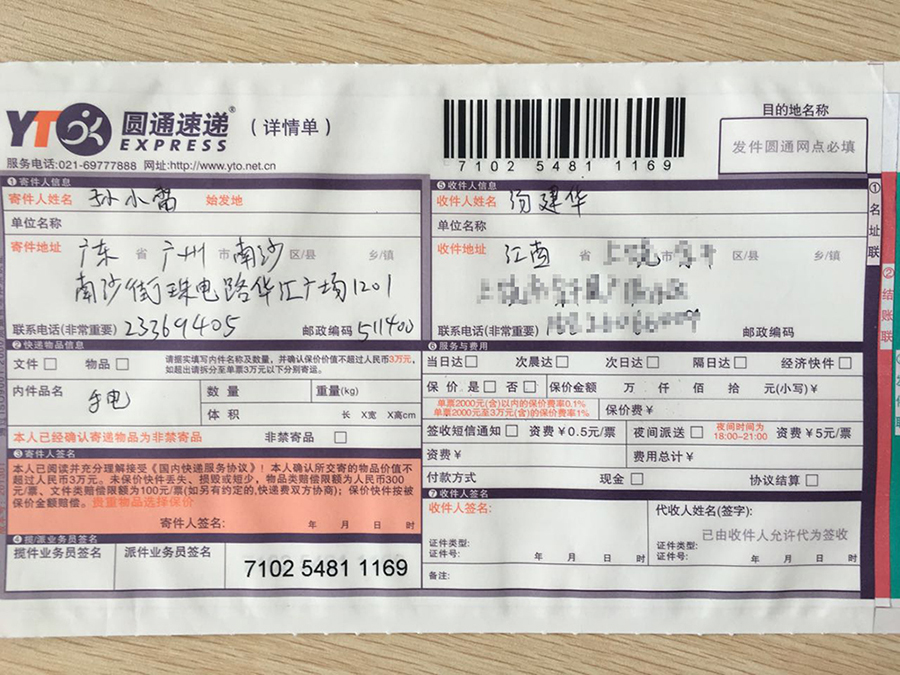 YTO 圆通速递® EXPRESS (详情单)
服务电话:021-69777888 网址:http://www.yto.net.cn
7102 5481 1169
目的地名称
发件圆通网点必填
①寄件人信息
寄件人姓名 孙小雷 始发地
单位名称
寄件地址 广东 省 广州 市 南沙 区/县 乡/镇
南沙街珠电路华汇广场1201
联系电话(非常重要) 23369405 邮政编码 511400
②快递物品信息
文件 □ 物品 □ 请据实填写内件名称及数量,并确认保价价值不超过人民币3万元,
如超出请拆分至单票3万元以下分别寄递。
内件品名 手电 数 量 重量(kg)
体 积 长 X宽 X高cm
本人已经确认寄递物品为非禁寄品 非禁寄品 □
③寄件人签名
本人已阅读并充分理解接受《国内快递服务协议》!本人确认所交寄的物品价值不
超过人民币3万元。未保价快件丢失、损毁或短少,物品类赔偿限额为人民币300
元/票、文件类赔偿限额为100元/票(如另有约定的,快递费双方协商);保价快件按被
保价金额赔偿。贵重物品选择保价
寄件人签名: 年 月 日 时
④揽/派业务员签名
揽件业务员签名 派件业务员签名
7102 5481 1169
⑤收件人信息
收件人姓名 汤建华
单位名称
收件地址 江西 省 市 区/县 乡/镇
联系电话(非常重要) 邮政编码
⑥服务与费用
当日达 □ 次晨达 □ 次日达 □ 隔日达 □ 经济快件 □
保 价 是 □ 否 □ 保价金额 万 仟 佰 拾 元(小写)¥
单票2000元(含)以内的保价费率0.1%
单票2000元至3万元(含)的保价费率1% 保价费¥
签收短信通知 □ 资费¥0.5元/票 夜间派送 □ 夜间时间为
18:00~21:00 资费¥5元/票
资费¥ 费用总计¥
付款方式 现金 □ 协议结算 □
⑦收件人签名
收件人签名:
证件类型:
证件号: 年 月 日 时
代收人姓名(签字):
已由收件人允许代为签收
证件类型:
证件号: 年 月 日 时
备注:
①名址联
②结账联